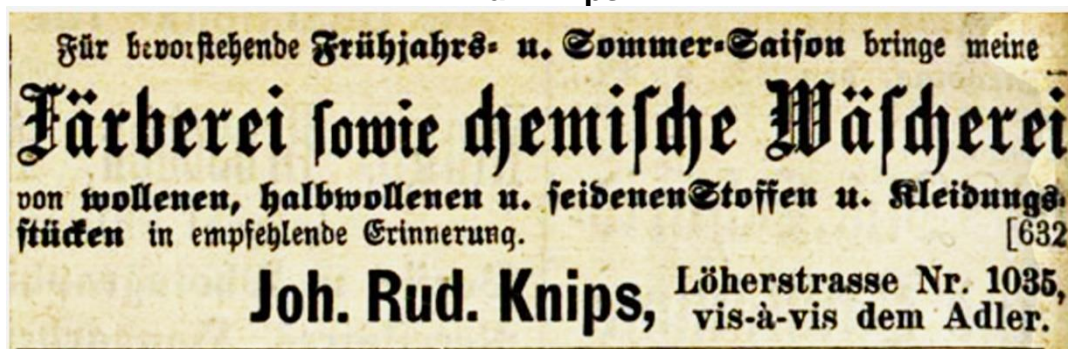 Für bevorstehende Frühjahrs- u. Sommer-Saison bringe meine
Färberei sowie chemische Wäscherei
von wollenen, halbwollenen u. seidenen Stoffen u. Kleidungs-
stücken in empfehlende Erinnerung. [632
Joh. Rud. Knips, Löherstrasse Nr. 1035,
vis-à-vis dem Adler.